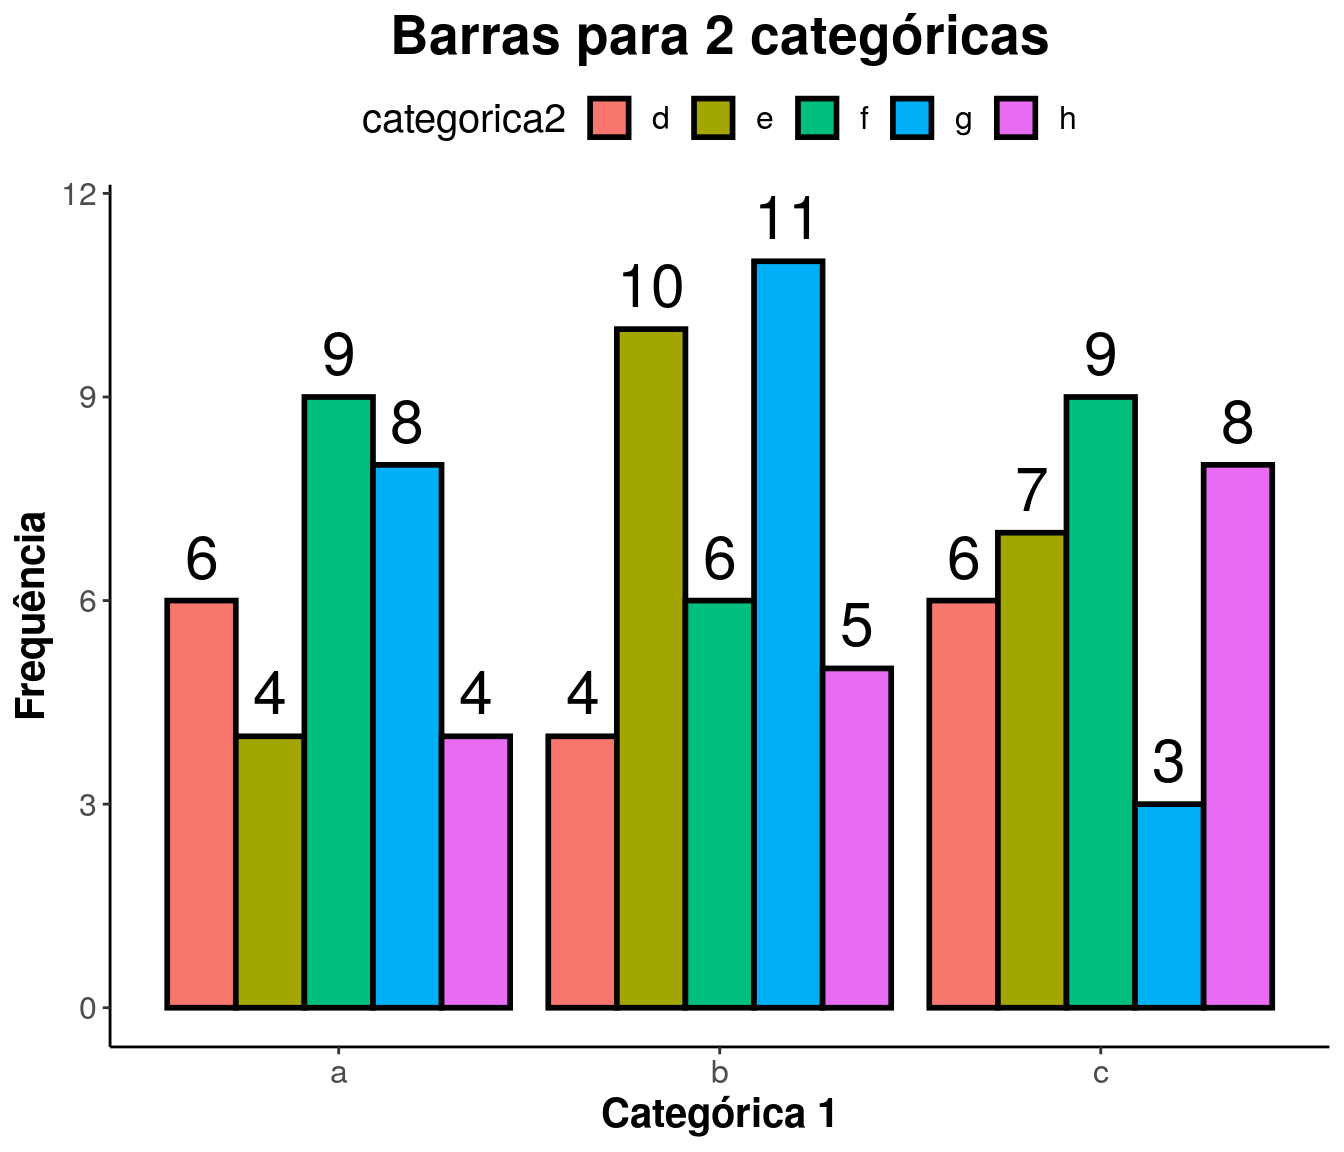 Barras para 2 categóricas
categorica2 d e f g h
12
9
6
3
0
6 4 9 8 4
4 10 6 11 5
6 7 9 3 8
Frequência
a b c
Categórica 1